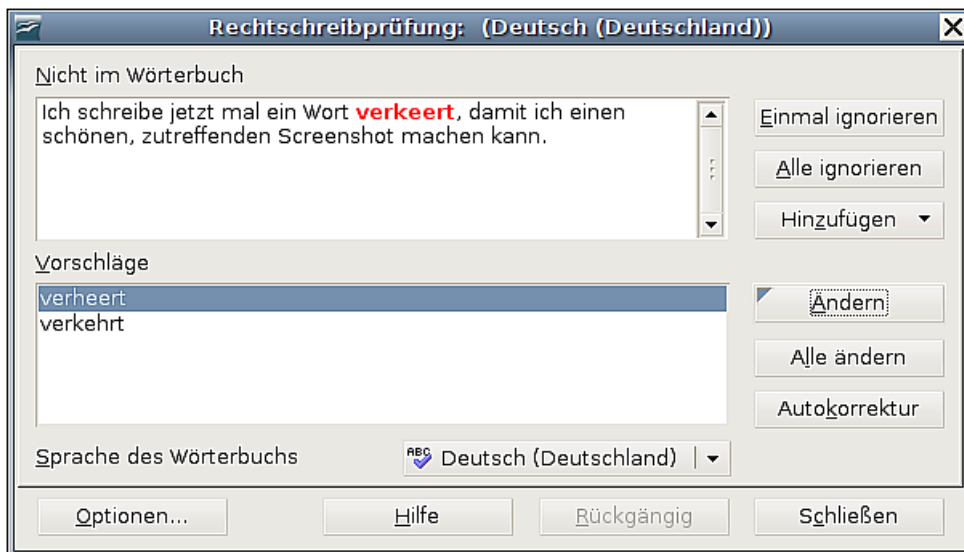 Rechtschreibprüfung: (Deutsch (Deutschland))
Nicht im Wörterbuch
Ich schreibe jetzt mal ein Wort verkeert, damit ich einen
schönen, zutreffenden Screenshot machen kann.
Einmal ignorieren
Alle ignorieren
Hinzufügen
Vorschläge
verheert
verkehrt
Ändern
Alle ändern
Autokorrektur
Sprache des Wörterbuchs
ABC Deutsch (Deutschland)
Optionen...
Hilfe
Rückgängig
Schließen